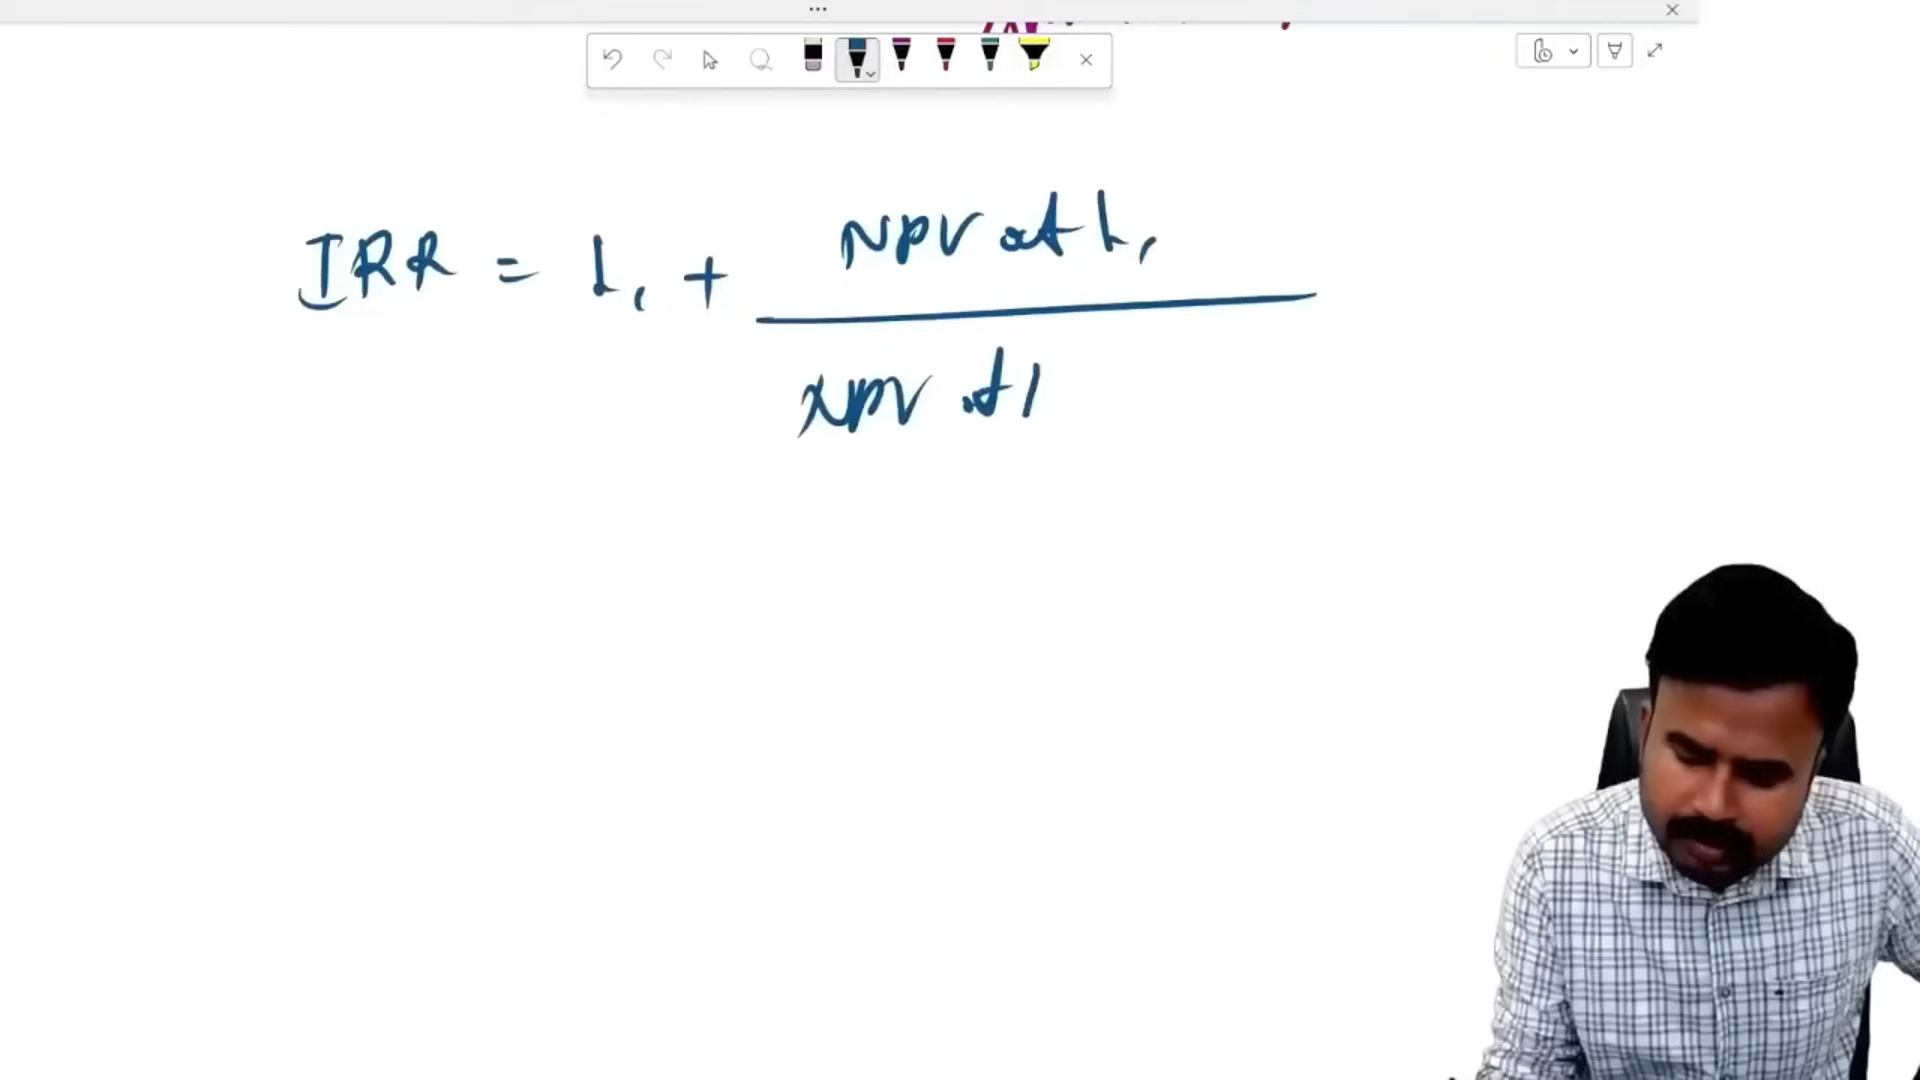 IRR = L₁ + NPV at L₁
NPV at L